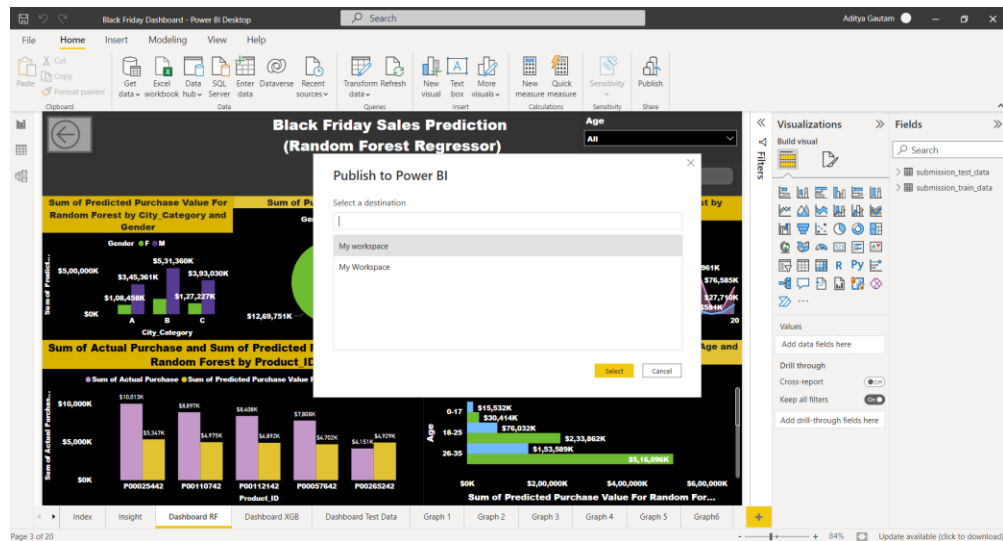 Black Friday Dashboard - Power BI Desktop
Search
Aditya Gautam
File Home Insert Modeling View Help
Cut
Copy
Format painter
Paste
Get data
Excel workbook
Data hub
SQL Server
Enter data
Dataverse
Recent sources
Transform data
Refresh
New visual
Text box
More visuals
New measure
Quick measure
Sensitivity
Publish
Clipboard Data Queries Insert Calculations Sensitivity Share
Black Friday Sales Prediction
(Random Forest Regressor)
Age
All
Sum of Predicted Purchase Value For
Random Forest by City_Category and
Gender
Gender F M
$5,00,000K
$0K
$3,45,361K
$5,31,360K
$3,93,030K
$1,08,458K
$1,27,227K
A B C
City_Category
Sum of Pu
Ge
$12,69,751K
st by
961K
$76,585K
$27,710K
$581K
20
Publish to Power BI
Select a destination
My workspace
My Workspace
Select Cancel
Sum of Actual Purchase and Sum of Predicted
Random Forest by Product_ID
Sum of Actual Purchase Sum of Predicted Purchase Value
Sum of Actual Purchas...
$10,000K
$5,000K
$0K
$10,013K
$5,347K
$8,897K
$4,975K
$8,408K
$4,892K
$7,808K
$4,702K
$4,151K
$4,929K
P00025442 P00110742 P00112142 P00057642 P00265242
Product_ID
Age and
Age
0-17
18-25
26-35
$15,532K
$30,414K
$76,032K
$2,33,862K
$1,53,589K
$5,16,096K
$0K $2,00,000K $4,00,000K $6,00,000K
Sum of Predicted Purchase Value For Random For...
Filters
Visualizations
Build visual
R Py
Values
Add data fields here
Drill through
Cross-report
Off
Keep all filters
On
Add drill-through fields here
Fields
Search
submission_test_data
submission_train_data
Index Insight Dashboard RF Dashboard XGB Dashboard Test Data Graph 1 Graph 2 Graph 3 Graph 4 Graph 5 Graph6
Page 3 of 20
84%
Update available (click to download)